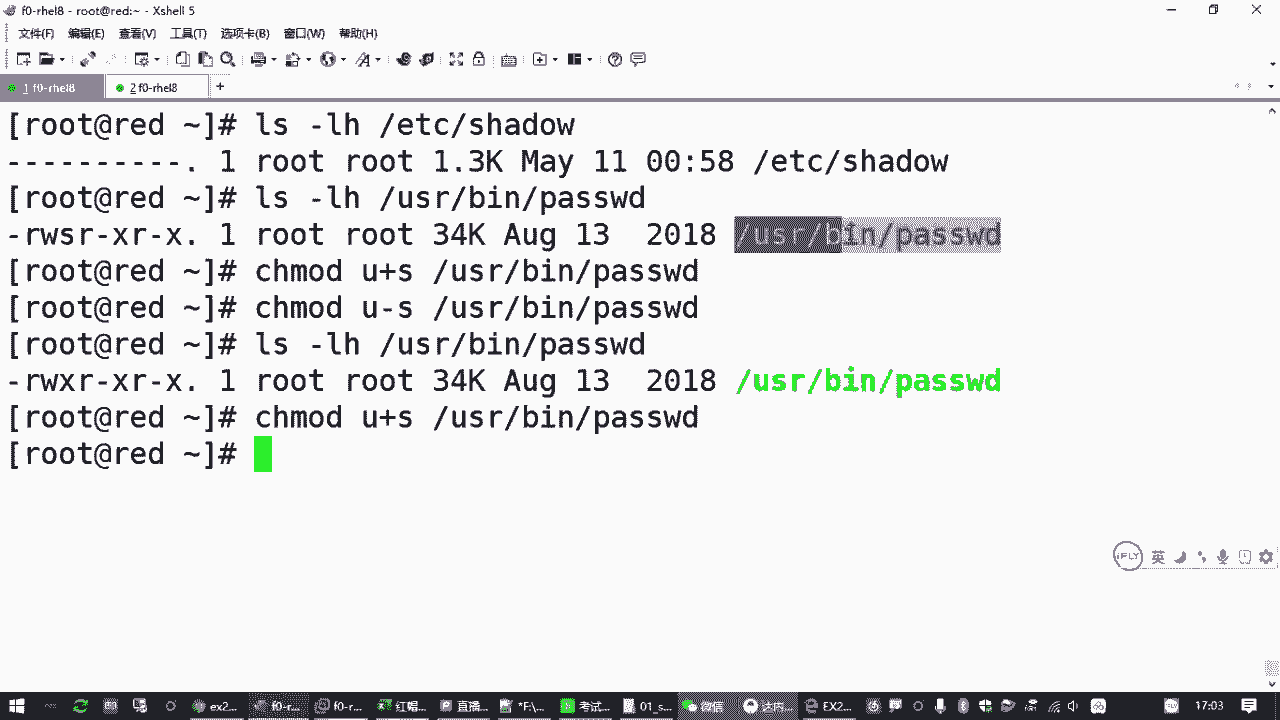 f0-rhel8 - root@red:~ - Xshell 5
文件(F) 编辑(E) 查看(V) 工具(T) 选项卡(B) 窗口(W) 帮助(H)
1 f0-rhel8 2 f0-rhel8 +
[root@red ~]# ls -lh /etc/shadow
----------. 1 root root 1.3K May 11 00:58 /etc/shadow
[root@red ~]# ls -lh /usr/bin/passwd
-rwsr-xr-x. 1 root root 34K Aug 13  2018 /usr/bin/passwd
[root@red ~]# chmod u+s /usr/bin/passwd
[root@red ~]# chmod u-s /usr/bin/passwd
[root@red ~]# ls -lh /usr/bin/passwd
-rwxr-xr-x. 1 root root 34K Aug 13  2018 /usr/bin/passwd
[root@red ~]# chmod u+s /usr/bin/passwd
[root@red ~]#
iFLY 英
ex2... f0-r... f0-r... 红帽... 直播... *F:\... 考试... 01_s... 微信 达内... EX2... 17:03